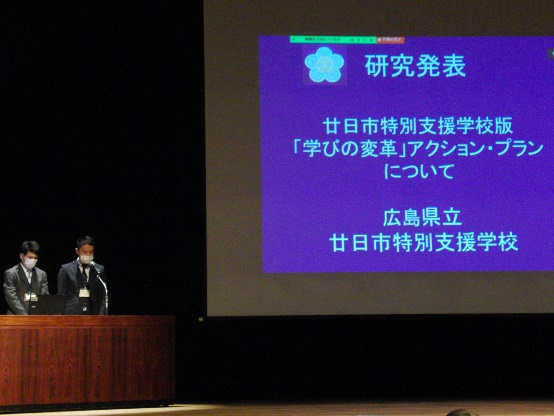 研究発表
廿日市特別支援学校版
「学びの変革」アクション・プラン
について
広島県立
廿日市特別支援学校